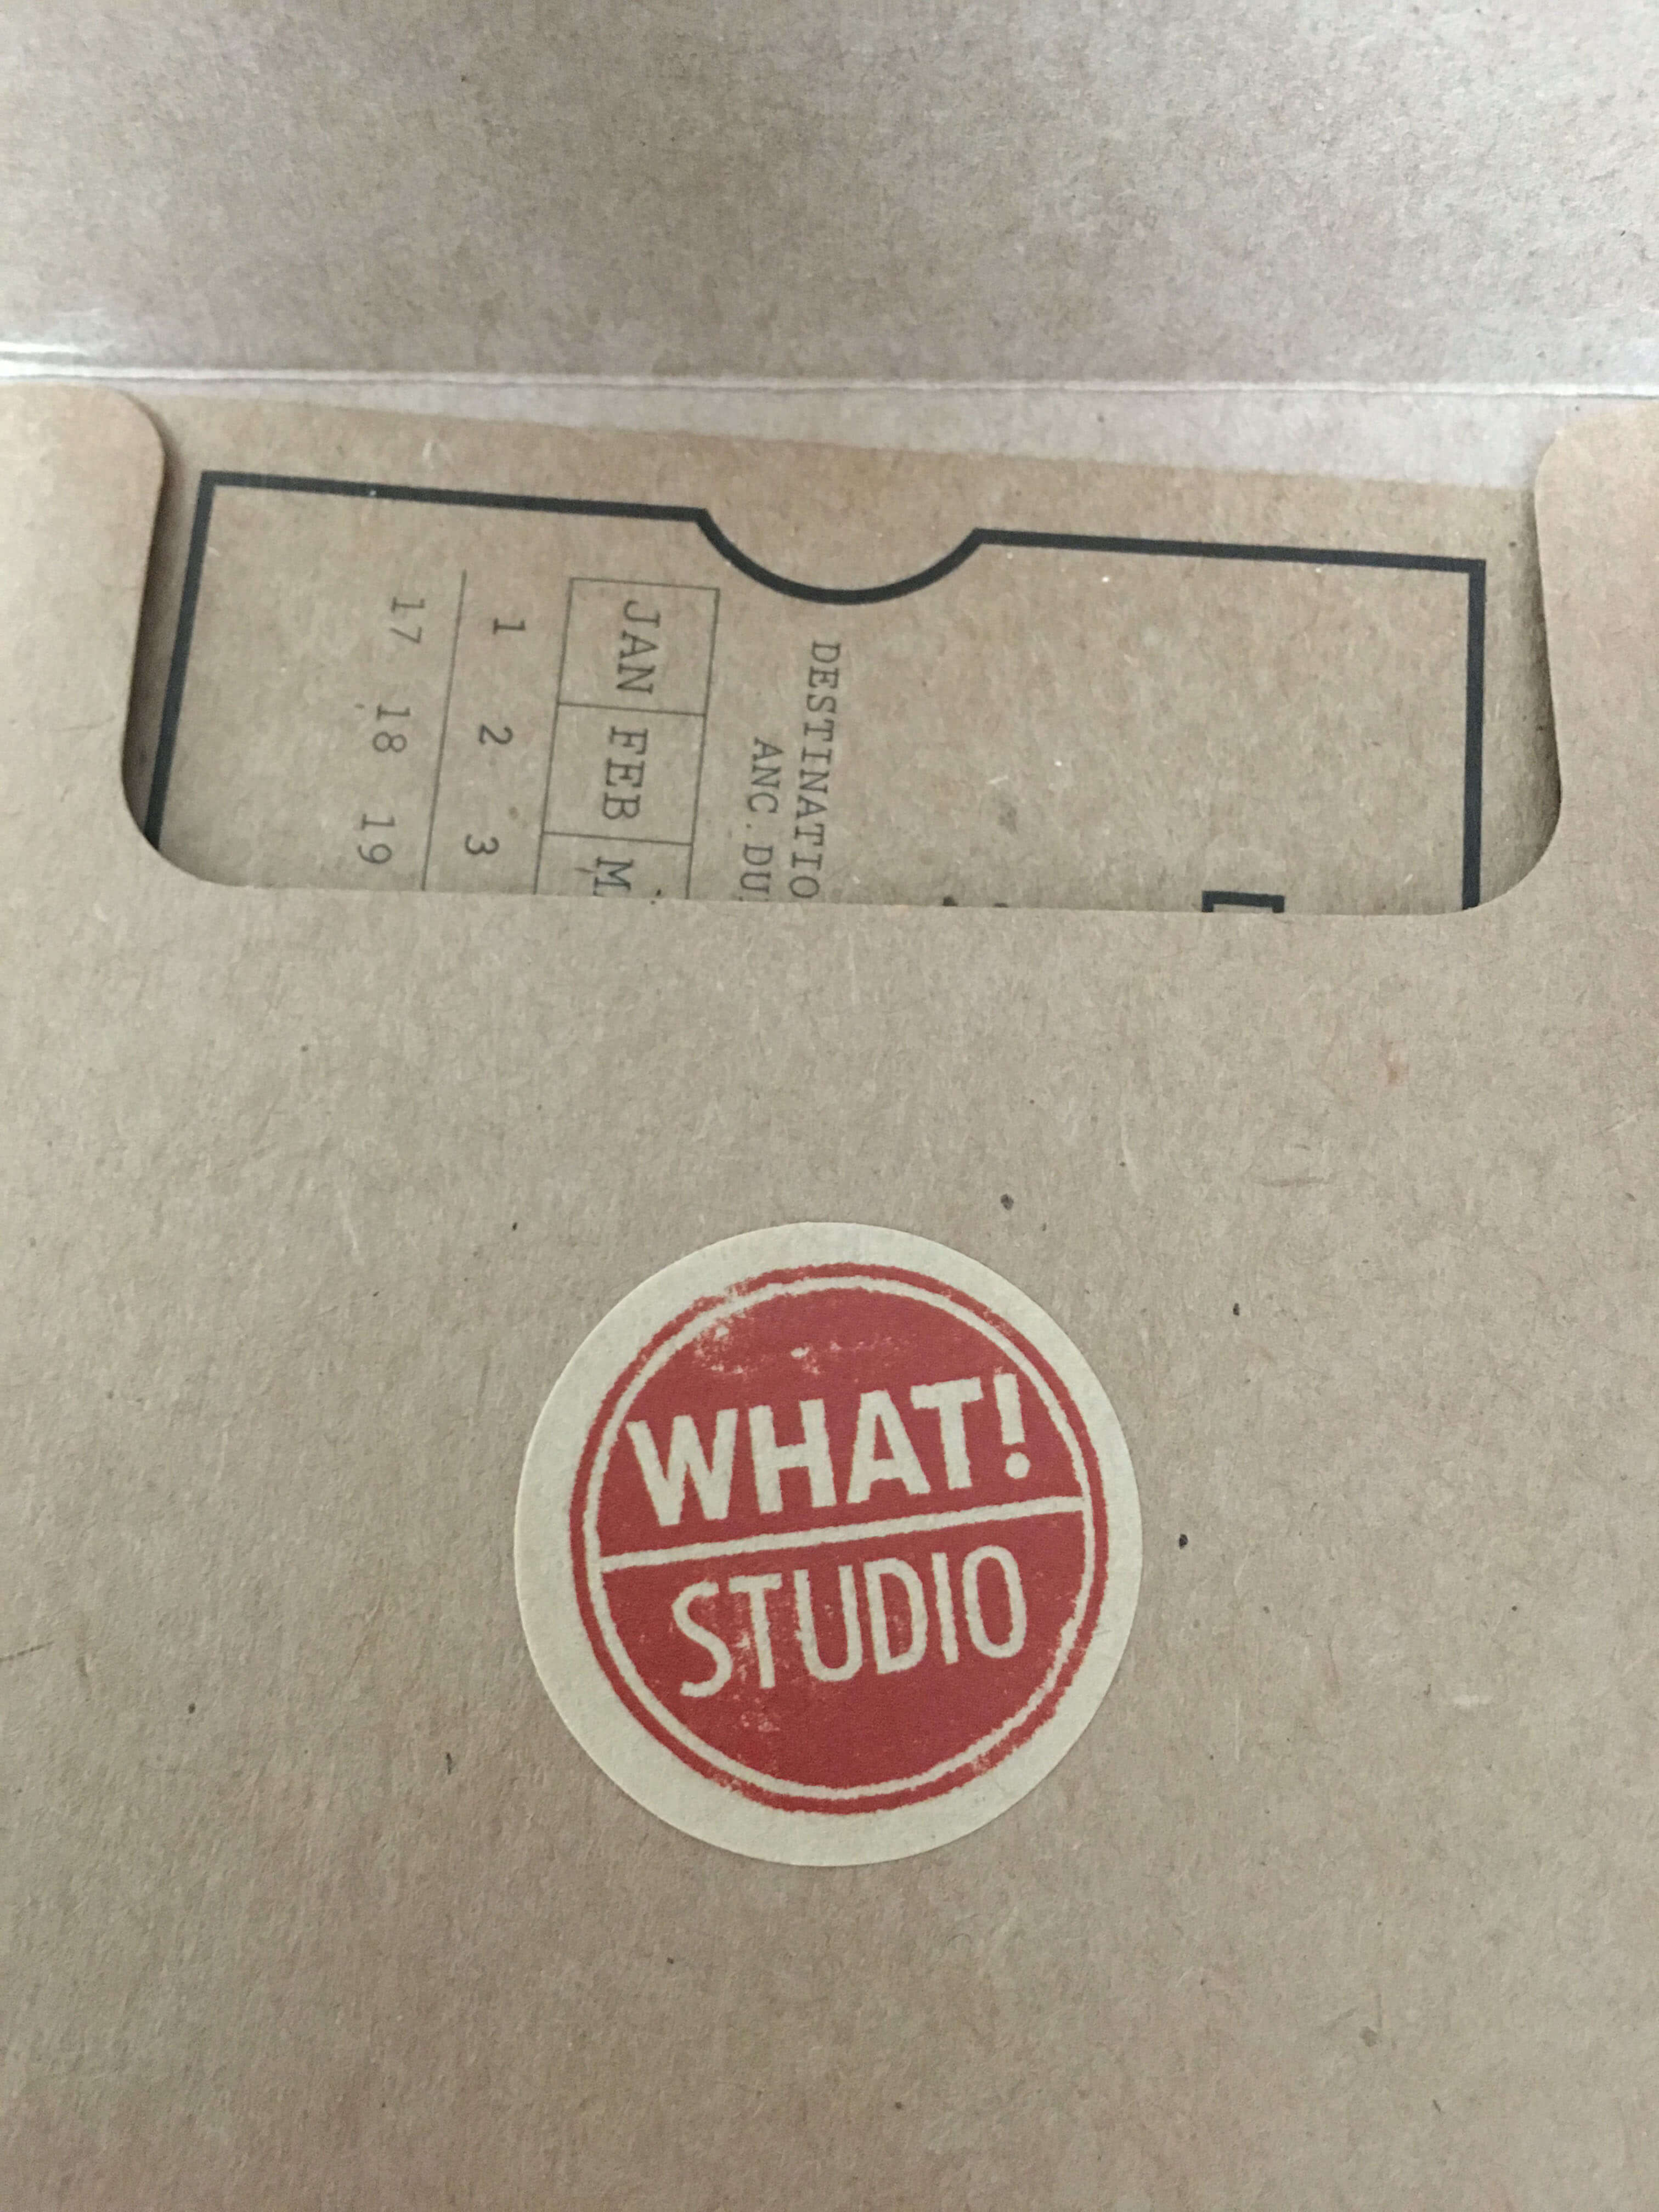 DESTINATIO
ANC.DU
JAN FEB M
1 2 3
17 18 19
WHAT!
STUDIO